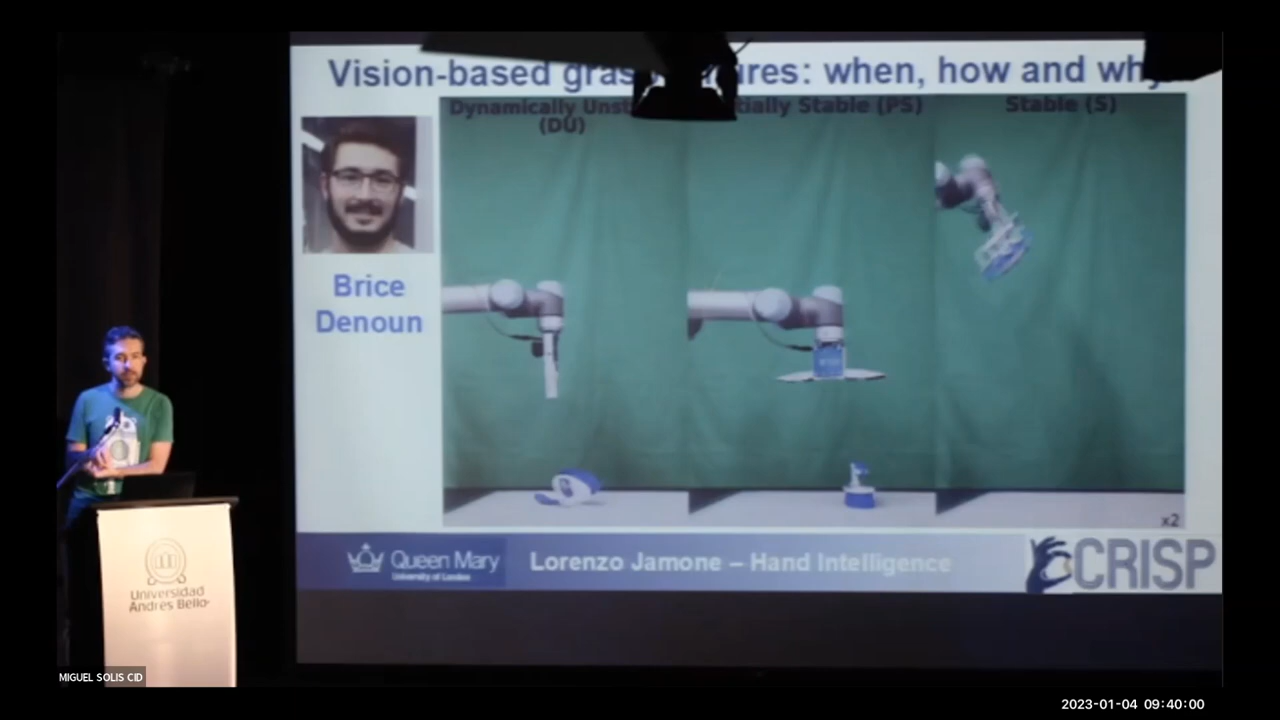 Vision-based gras ures: when, how and why
Dynamically Unst
(DU)
tially Stable (PS)
Stable (S)
Brice
Denoun
x2
Queen Mary
University of London
Lorenzo Jamone – Hand Intelligence
CRISP
Universidad
Andrés Bello
MIGUEL SOLIS CID
2023-01-04 09:40:00